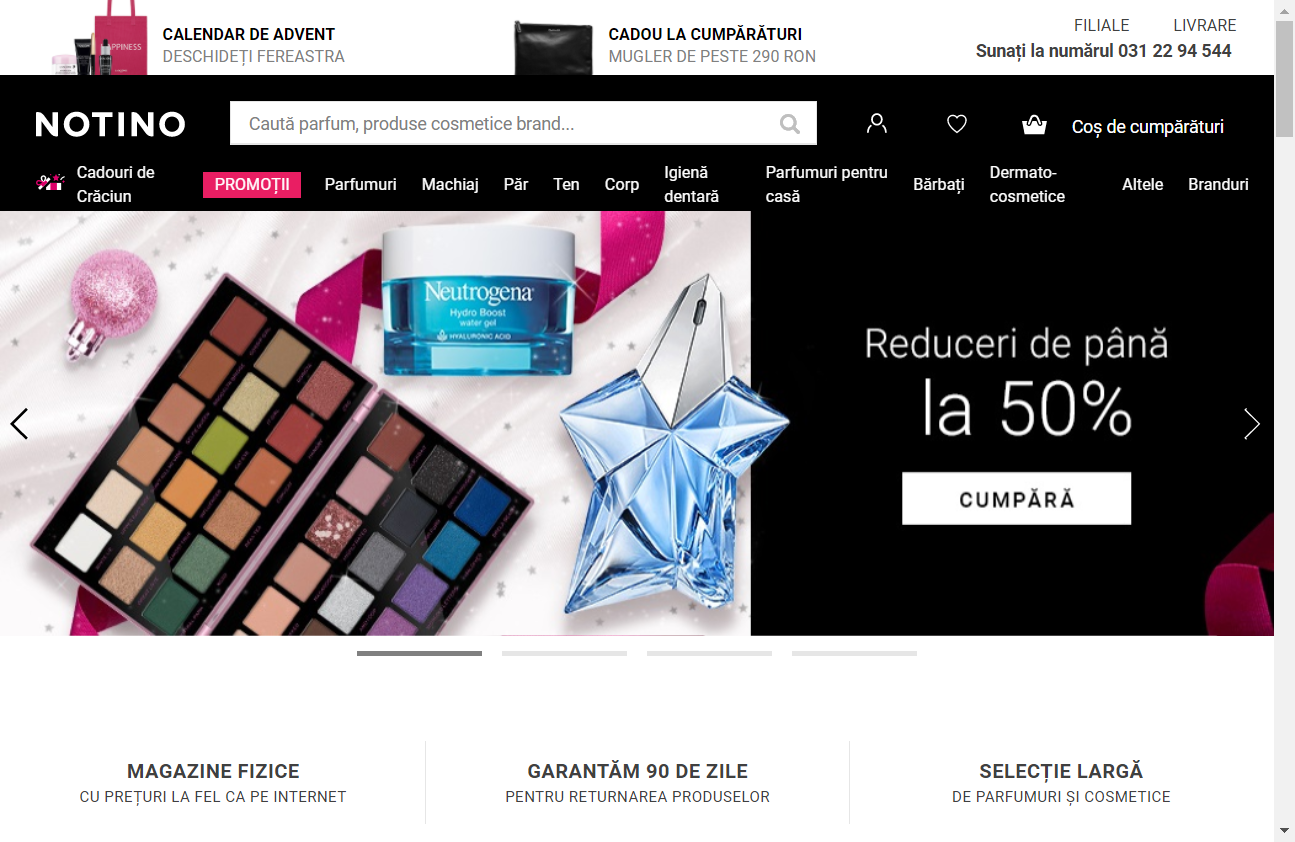 CALENDAR DE ADVENT
DESCHIDEȚI FEREASTRA
CADOU LA CUMPĂRĂTURI
MUGLER DE PESTE 290 RON
FILIALE
LIVRARE
Sunați la numărul 031 22 94 544
NOTINO
Caută parfum, produse cosmetice brand...
Coș de cumpărături
Cadouri de
Crăciun
PROMOȚII
Parfumuri
Machiaj
Păr
Ten
Corp
Igienă
dentară
Parfumuri pentru
casă
Bărbați
Dermato-
cosmetice
Altele
Branduri
Neutrogena®
Hydro Boost
water gel
HYALURONIC ACID
Reduceri de până
la 50%
CUMPĂRĂ
MAGAZINE FIZICE
CU PREȚURI LA FEL CA PE INTERNET
GARANTĂM 90 DE ZILE
PENTRU RETURNAREA PRODUSELOR
SELECȚIE LARGĂ
DE PARFUMURI ȘI COSMETICE